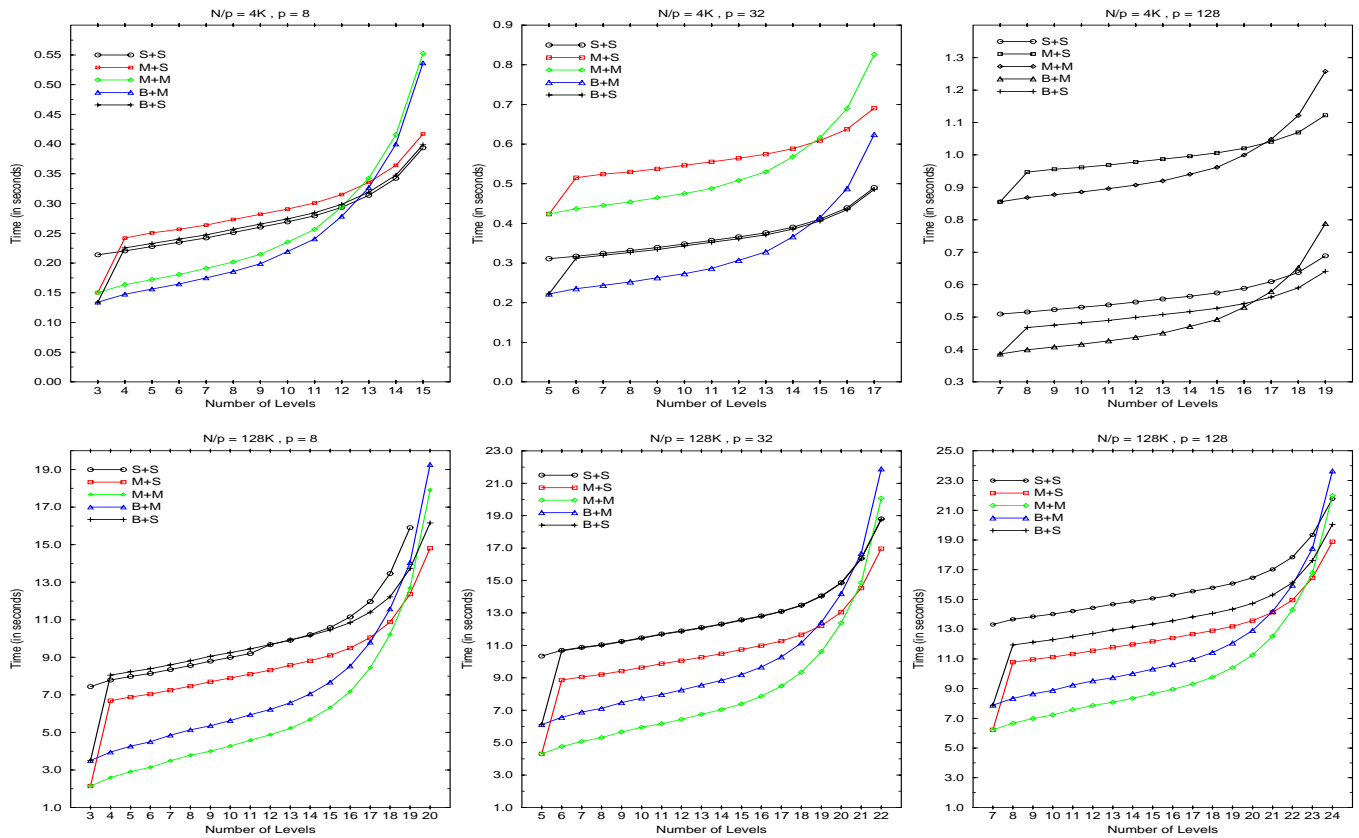 N/p = 4K , p = 8
S+S
M+S
M+M
B+M
B+S
Time (in seconds)
0.55
0.50
0.45
0.40
0.35
0.30
0.25
0.20
0.15
0.10
0.05
0.00
3 4 5 6 7 8 9 10 11 12 13 14 15
Number of Levels
N/p = 4K , p = 32
S+S
M+S
M+M
B+M
B+S
Time (in seconds)
0.9
0.8
0.7
0.6
0.5
0.4
0.3
0.2
0.1
0.0
5 6 7 8 9 10 11 12 13 14 15 16 17
Number of Levels
N/p = 4K , p = 128
S+S
M+S
M+M
B+M
B+S
Time (in seconds)
1.3
1.2
1.1
1.0
0.9
0.8
0.7
0.6
0.5
0.4
0.3
7 8 9 10 11 12 13 14 15 16 17 18 19
Number of Levels
N/p = 128K , p = 8
S+S
M+S
M+M
B+M
B+S
Time (in seconds)
19.0
17.0
15.0
13.0
11.0
9.0
7.0
5.0
3.0
1.0
3 4 5 6 7 8 9 10 11 12 13 14 15 16 17 18 19 20
Number of Levels
N/p = 128K , p = 32
S+S
M+S
M+M
B+M
B+S
Time (in seconds)
23.0
21.0
19.0
17.0
15.0
13.0
11.0
9.0
7.0
5.0
3.0
1.0
5 6 7 8 9 10 11 12 13 14 15 16 17 18 19 20 21 22
Number of Levels
N/p = 128K , p = 128
S+S
M+S
M+M
B+M
B+S
Time (in seconds)
25.0
23.0
21.0
19.0
17.0
15.0
13.0
11.0
9.0
7.0
5.0
3.0
1.0
7 8 9 10 11 12 13 14 15 16 17 18 19 20 21 22 23 24
Number of Levels